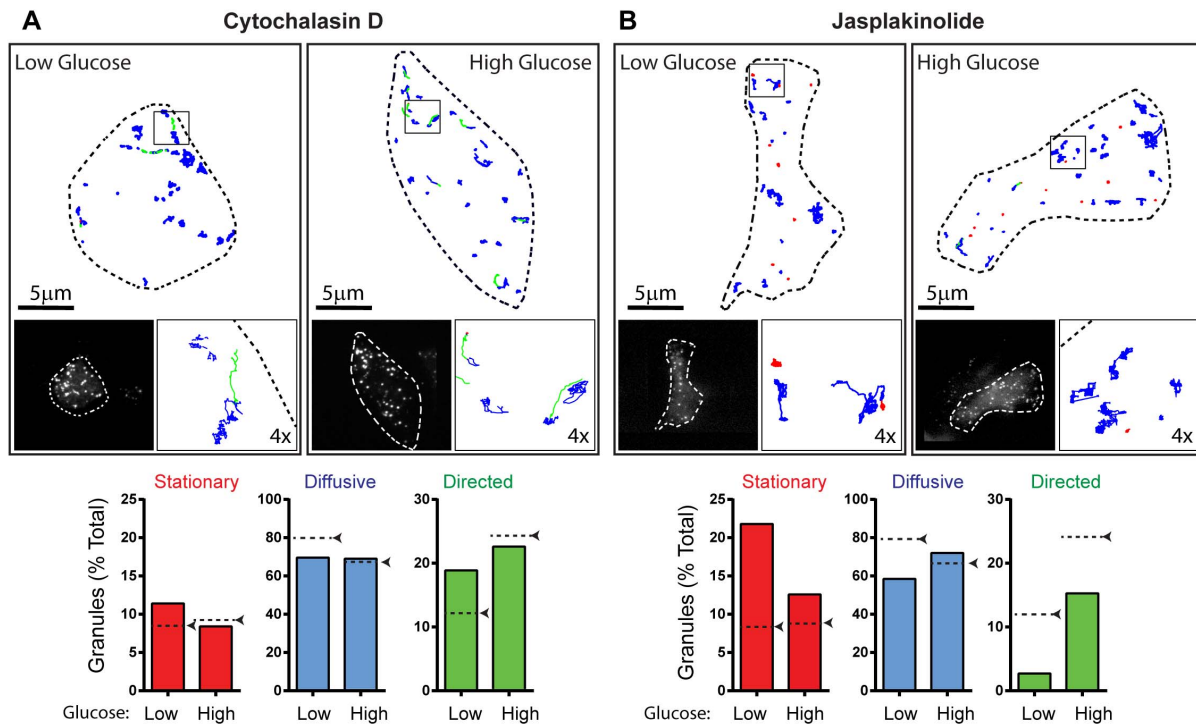 A
Cytochalasin D
Low Glucose
High Glucose
5μm
5μm
4x
4x
Stationary
Diffusive
Directed
Granules (% Total)
25
20
15
10
5
0
100
80
60
40
20
0
30
20
10
0
Glucose: Low High Low High Low High
B
Jasplakinolide
Low Glucose
High Glucose
5μm
5μm
4x
4x
Stationary
Diffusive
Directed
Granules (% Total)
25
20
15
10
5
0
100
80
60
40
20
0
30
20
10
0
Glucose: Low High Low High Low High